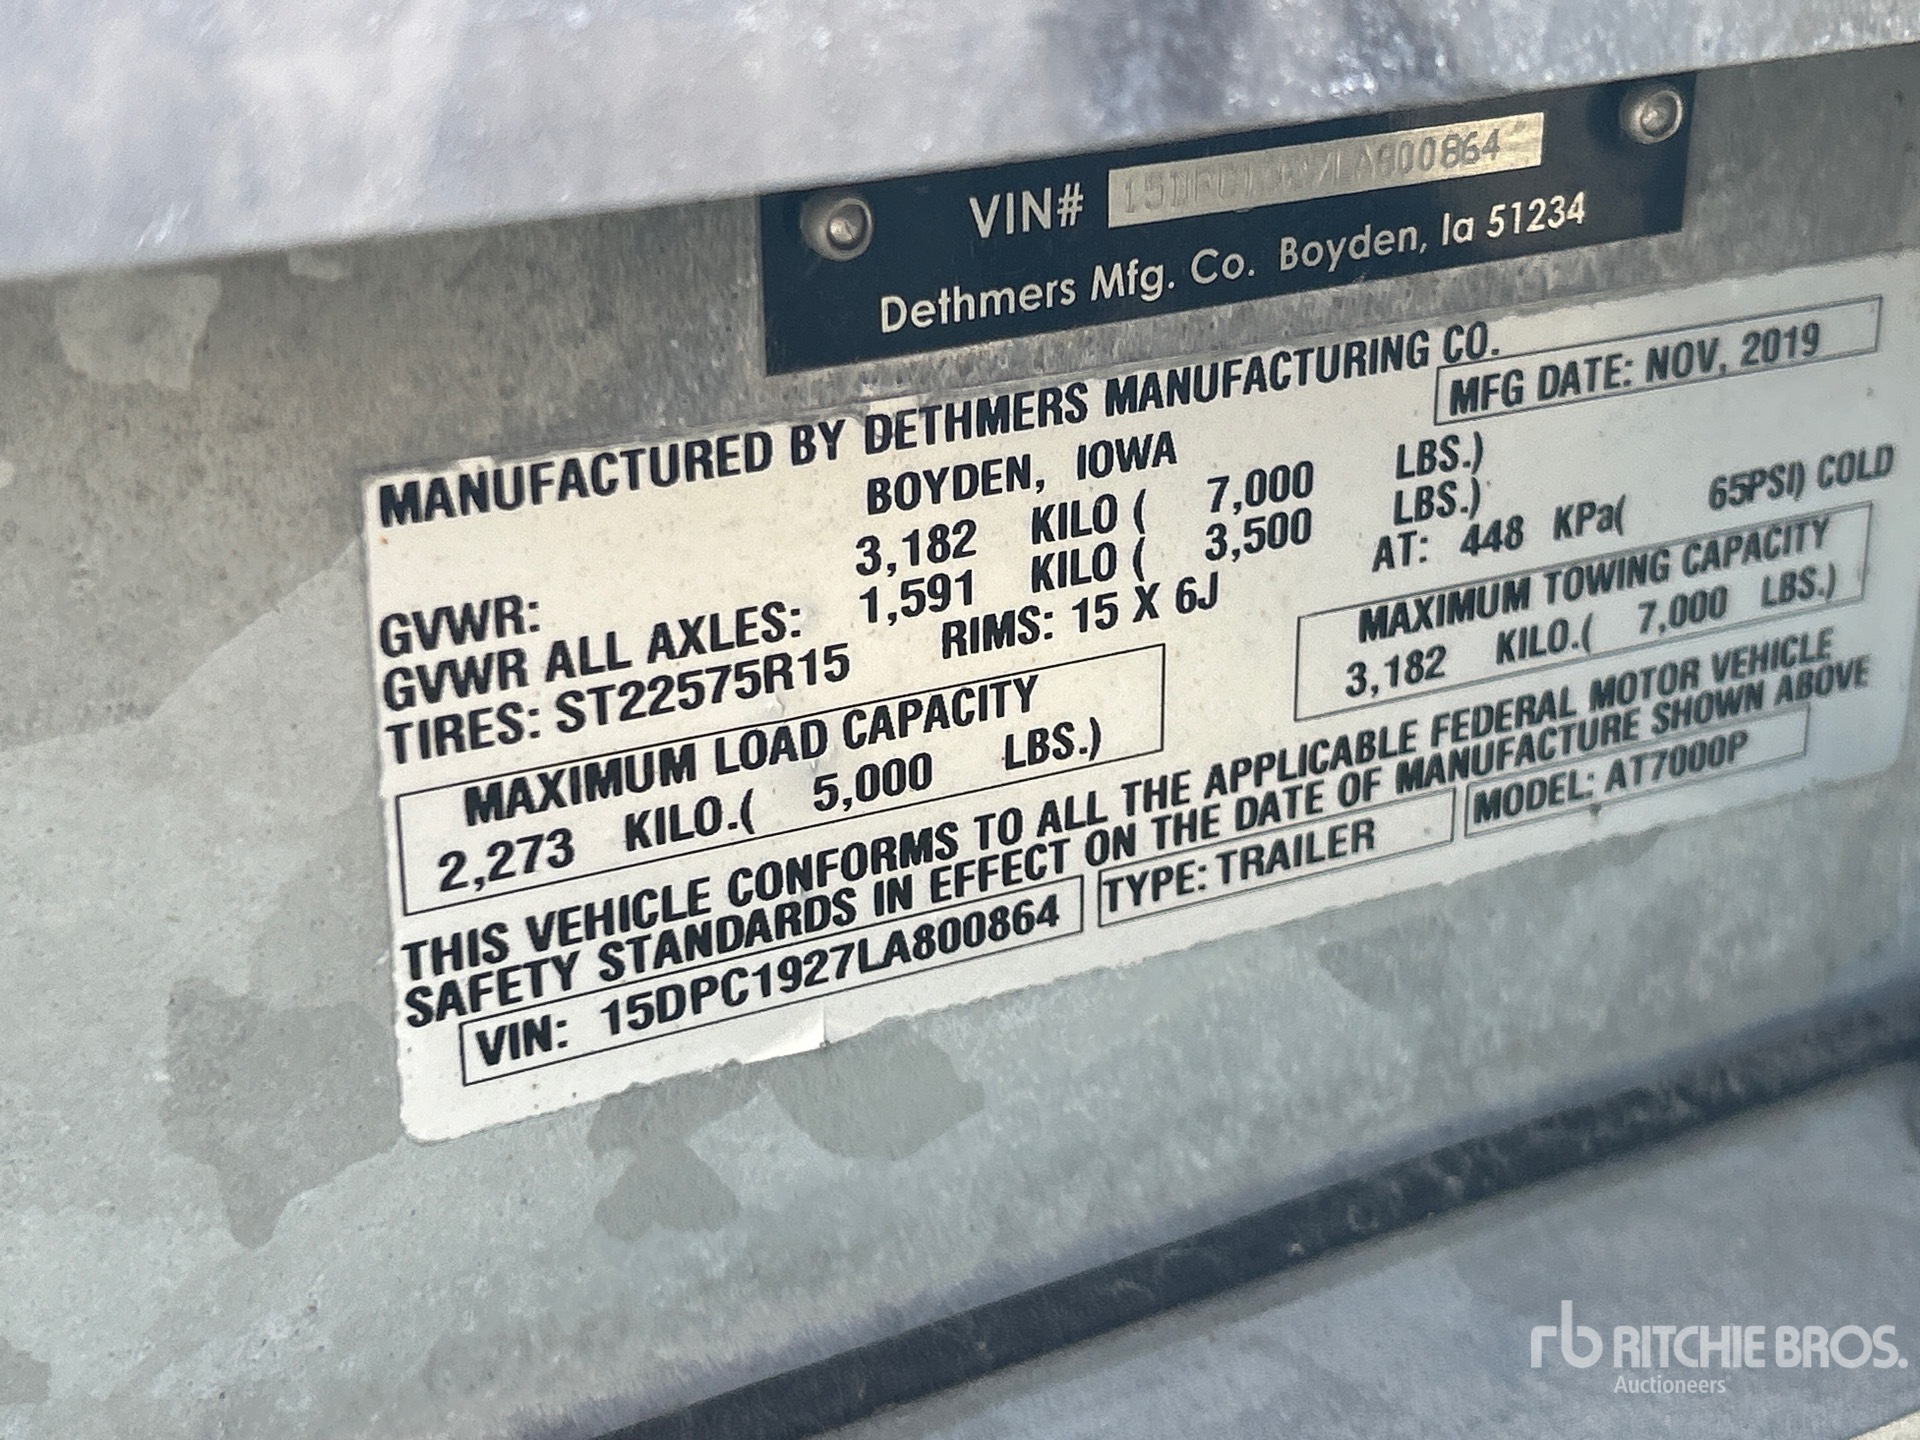 VIN# 15DPC1927LA800864
Dethmers Mfg. Co. Boyden, Ia 51234
MANUFACTURED BY DETHMERS MANUFACTURING CO.
BOYDEN, IOWA
MFG DATE: NOV, 2019
GVWR: 3,182 KILO ( 7,000 LBS.)
GVWR ALL AXLES: 1,591 KILO ( 3,500 LBS.)
TIRES: ST22575R15 RIMS: 15 X 6J AT: 448 KPa( 65PSI) COLD
MAXIMUM LOAD CAPACITY
2,273 KILO.( 5,000 LBS.)
MAXIMUM TOWING CAPACITY
3,182 KILO.( 7,000 LBS.)
THIS VEHICLE CONFORMS TO ALL THE APPLICABLE FEDERAL MOTOR VEHICLE
SAFETY STANDARDS IN EFFECT ON THE DATE OF MANUFACTURE SHOWN ABOVE
VIN: 15DPC1927LA800864 TYPE: TRAILER MODEL: AT7000P
rb RITCHIE BROS.
Auctioneers